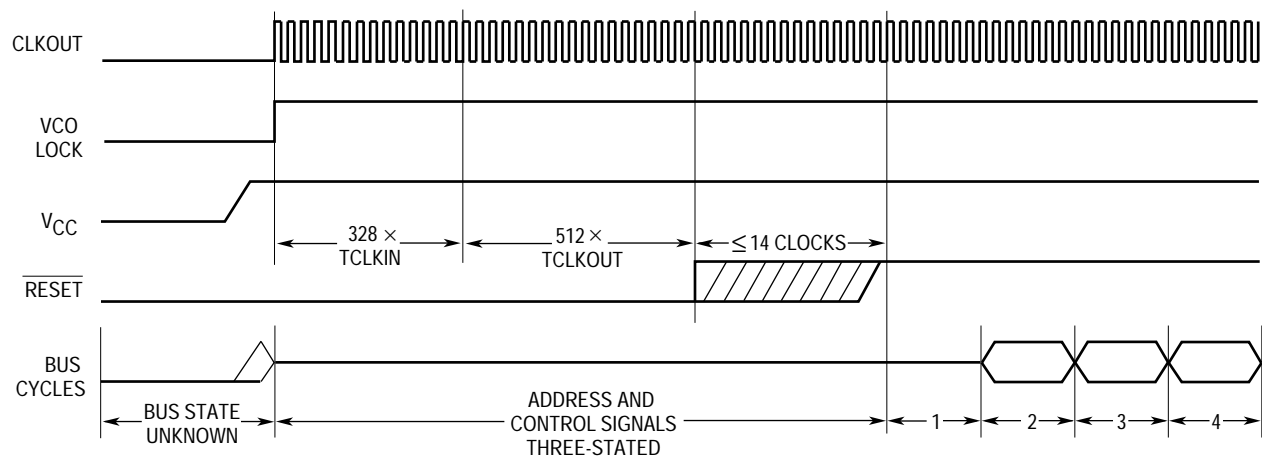 CLKOUT
VCO
LOCK
VCC
328 ×
TCLKIN
512 ×
TCLKOUT
≤ 14 CLOCKS
RESET
BUS
CYCLES
BUS STATE
UNKNOWN
ADDRESS AND
CONTROL SIGNALS
THREE-STATED
1
2
3
4